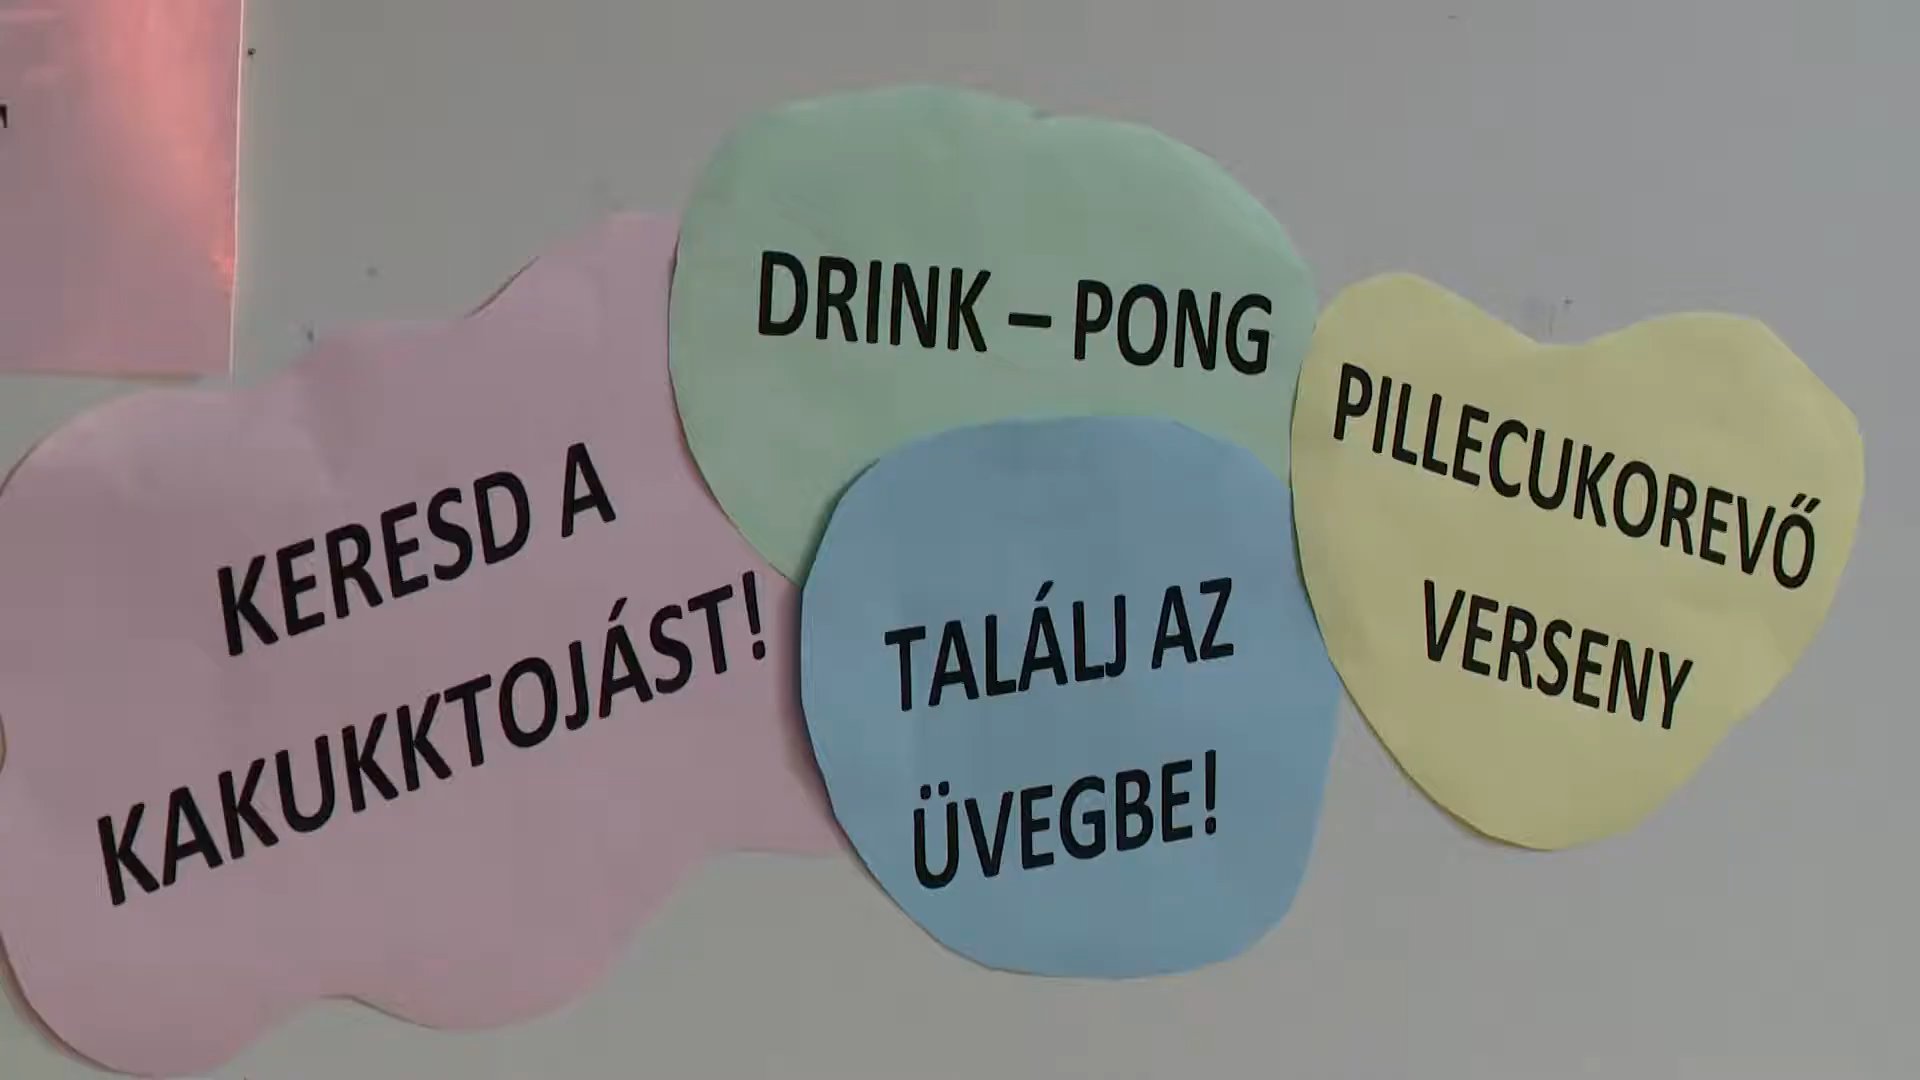 KERESD A
KAKUKKTOJÁST!
DRINK – PONG
TALÁLJ AZ
ÜVEGBE!
PILLECUKOREVŐ
VERSENY